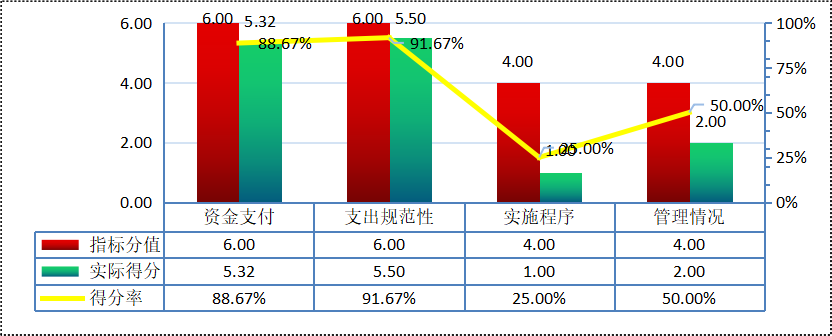 6.00 6.00 5.32 6.00 5.50 100%
88.67% 91.67%
75%
4.00 4.00 4.00
50.00% 50%
2.00 2.00
1.00 25.00% 25%
0.00 0%
资金支付 支出规范性 实施程序 管理情况
指标分值 6.00 6.00 4.00 4.00
实际得分 5.32 5.50 1.00 2.00
得分率 88.67% 91.67% 25.00% 50.00%